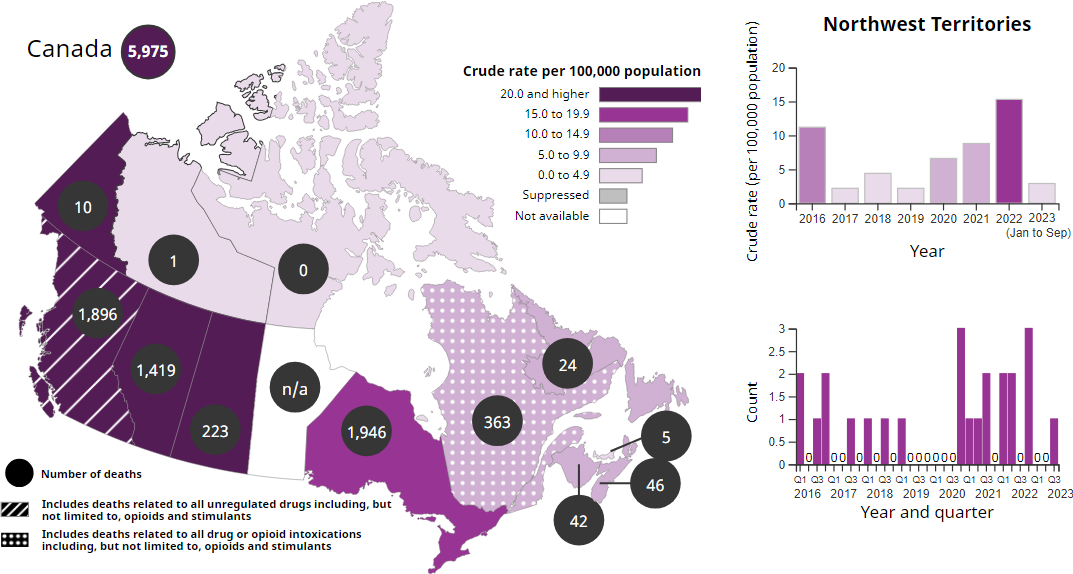 Canada 5,975
Crude rate per 100,000 population
20.0 and higher
15.0 to 19.9
10.0 to 14.9
5.0 to 9.9
0.0 to 4.9
Suppressed
Not available
10
1
0
1,896
1,419
223
n/a
1,946
363
24
5
46
42
Number of deaths
Includes deaths related to all unregulated drugs including, but
not limited to, opioids and stimulants
Includes deaths related to all drug or opioid intoxications
including, but not limited to, opioids and stimulants
Northwest Territories
Crude rate (per 100,000 population)
20
15
10
5
0
2016 2017 2018 2019 2020 2021 2022 2023
(Jan to Sep)
Year
Count
3
2.5
2
1.5
1
0.5
0
0 0 0 0 0 0 0 0 0 0 0 0 0 0 0 0
Q1 Q3 Q1 Q3 Q1 Q3 Q1 Q3 Q1 Q3 Q1 Q3 Q1 Q3 Q1 Q3
2016 2017 2018 2019 2020 2021 2022 2023
Year and quarter